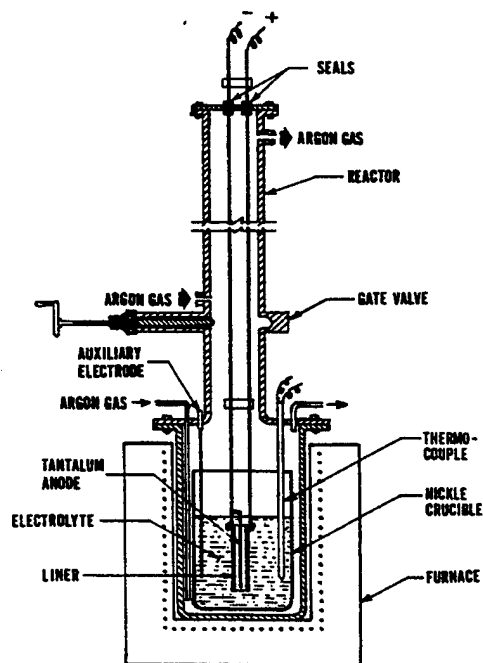 - +
SEALS
ARGON GAS
REACTOR
ARGON GAS
GATE VALVE
AUXILIARY
ELECTRODE
ARGON GAS
THERMO-
COUPLE
TANTALUM
ANODE
NICKLE
CRUCIBLE
ELECTROLYTE
LINER
FURNACE